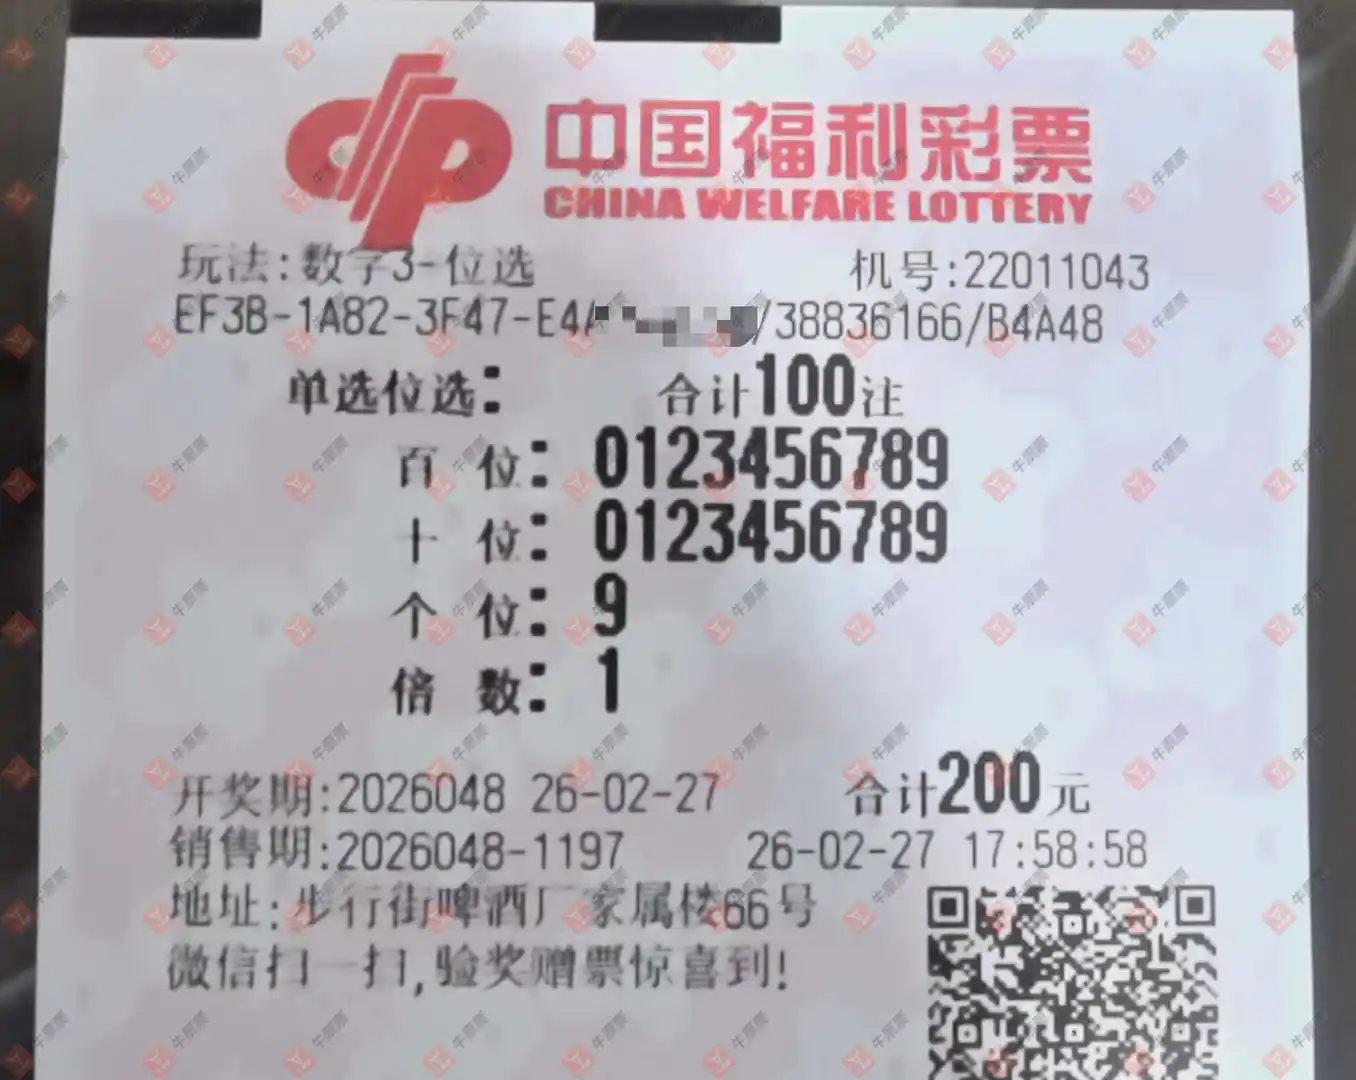 中国福利彩票
CHINA WELFARE LOTTERY
玩法:数字3-位选 机号:22011043
EF3B-1A82-3F47-E4A /38836166/B4A48
单选位选: 合计100注
百 位: 0123456789
十 位: 0123456789
个 位: 9
倍 数: 1
开奖期:2026048 26-02-27 合计200元
销售期:2026048-1197 26-02-27 17:58:58
地址:步行街啤酒厂家属楼66号
微信扫一扫,验奖赠票惊喜到!